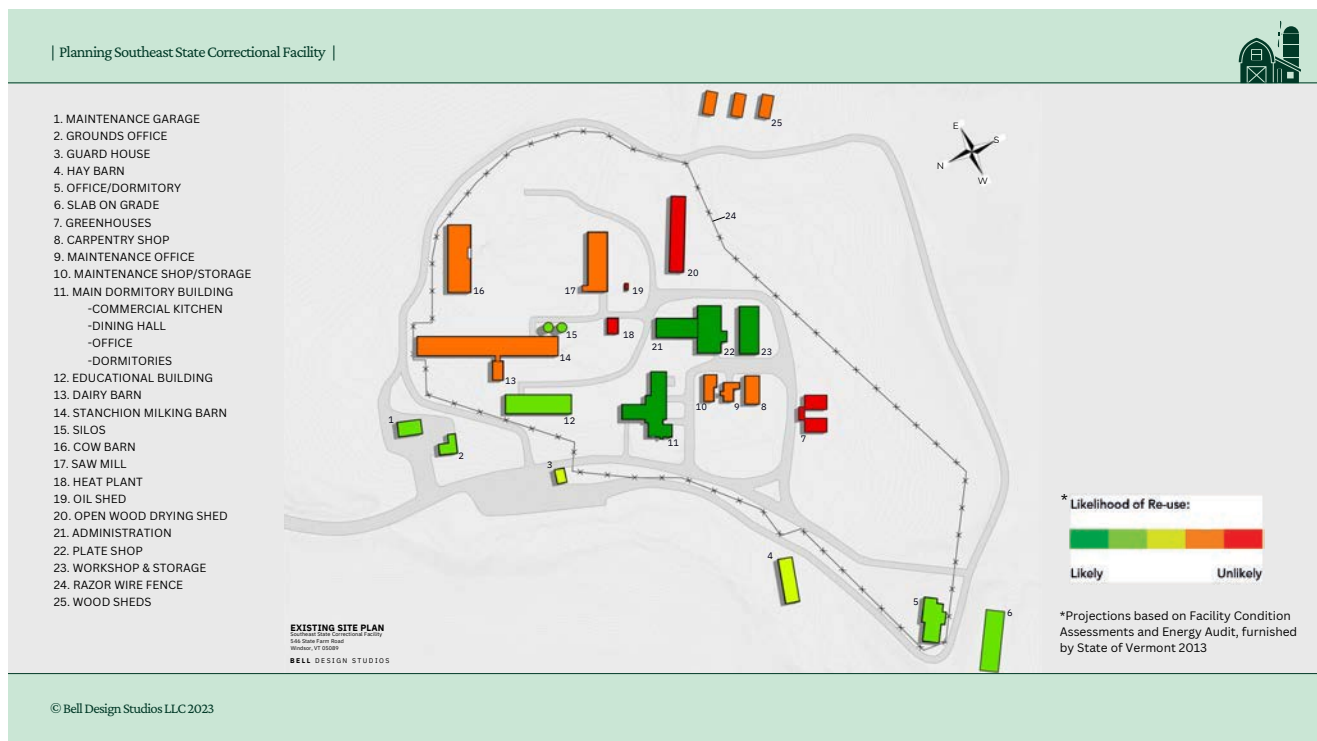 | Planning Southeast State Correctional Facility |
1. MAINTENANCE GARAGE
2. GROUNDS OFFICE
3. GUARD HOUSE
4. HAY BARN
5. OFFICE/DORMITORY
6. SLAB ON GRADE
7. GREENHOUSES
8. CARPENTRY SHOP
9. MAINTENANCE OFFICE
10. MAINTENANCE SHOP/STORAGE
11. MAIN DORMITORY BUILDING
-COMMERCIAL KITCHEN
-DINING HALL
-OFFICE
-DORMITORIES
12. EDUCATIONAL BUILDING
13. DAIRY BARN
14. STANCHION MILKING BARN
15. SILOS
16. COW BARN
17. SAW MILL
18. HEAT PLANT
19. OIL SHED
20. OPEN WOOD DRYING SHED
21. ADMINISTRATION
22. PLATE SHOP
23. WORKSHOP & STORAGE
24. RAZOR WIRE FENCE
25. WOOD SHEDS
25
E
S
N
W
24
20
16
17
19
15
18
21
22
23
14
13
10
9
8
12
1
2
11
7
3
4
5
6
EXISTING SITE PLAN
Southeast State Correctional Facility
546 State Farm Road
Windsor, VT 05089
BELL DESIGN STUDIOS
* Likelihood of Re-use:
Likely Unlikely
*Projections based on Facility Condition
Assessments and Energy Audit, furnished
by State of Vermont 2013
© Bell Design Studios LLC 2023